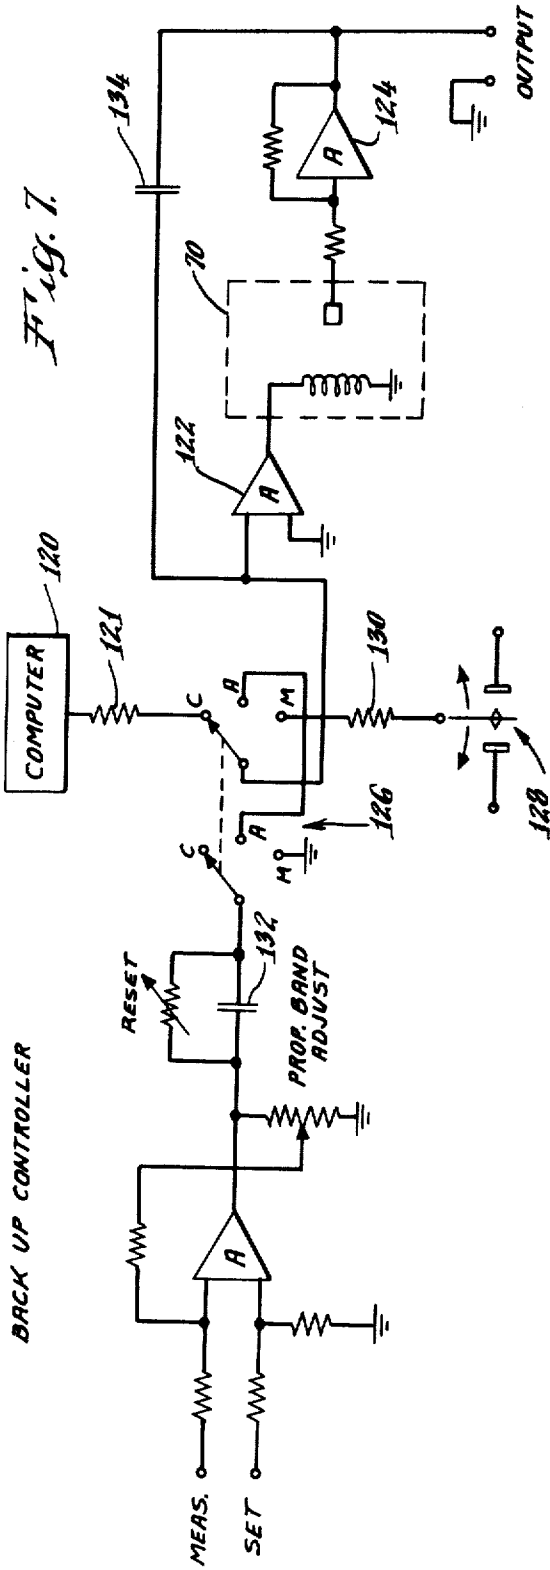 Fig. 7.
BACK UP CONTROLLER
MEAS.
SET
A
RESET
132
PROP. BAND
ADJUST
C
A
M
126
COMPUTER
120
121
C
A
M
130
128
122
A
70
134
A
124
OUTPUT